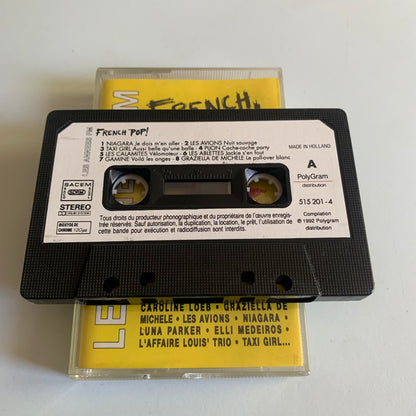 FRENCH
FRENCH POP!
1 NIAGARA Je dois m'en aller - 2 LES AVIONS Nuit sauvage
3 TAXI GIRL Aussi belle qu'une balle - 4 PIJON Cache-cache party
5 LES CALAMITES Vélomoteur - 6 LES ABLETTES Jackie s'en fout
7 GAMINE Voilà les anges - 8 GRAZIELLA DE MICHELE Le pull-over blanc
MADE IN HOLLAND
LES ANNEES FM
A
SACEM
STEREO
PolyGram
distribution
515 201 - 4
Tous droits du producteur phonographique et du propriétaire de l'œuvre enregis-
trée réservés. Sauf autorisation, la duplication, la location, le prêt, l'utilisation de
cette bande pour exécution et radiodiffusion sont interdits.
Compilation
℗ 1992 Polygram
distribution
CAROLINE LOEB - GRAZIELLA DE
MICHELE - LES AVIONS - NIAGARA -
LUNA PARKER - ELLI MEDEIROS -
L'AFFAIRE LOUIS' TRIO - TAXI GIRL...